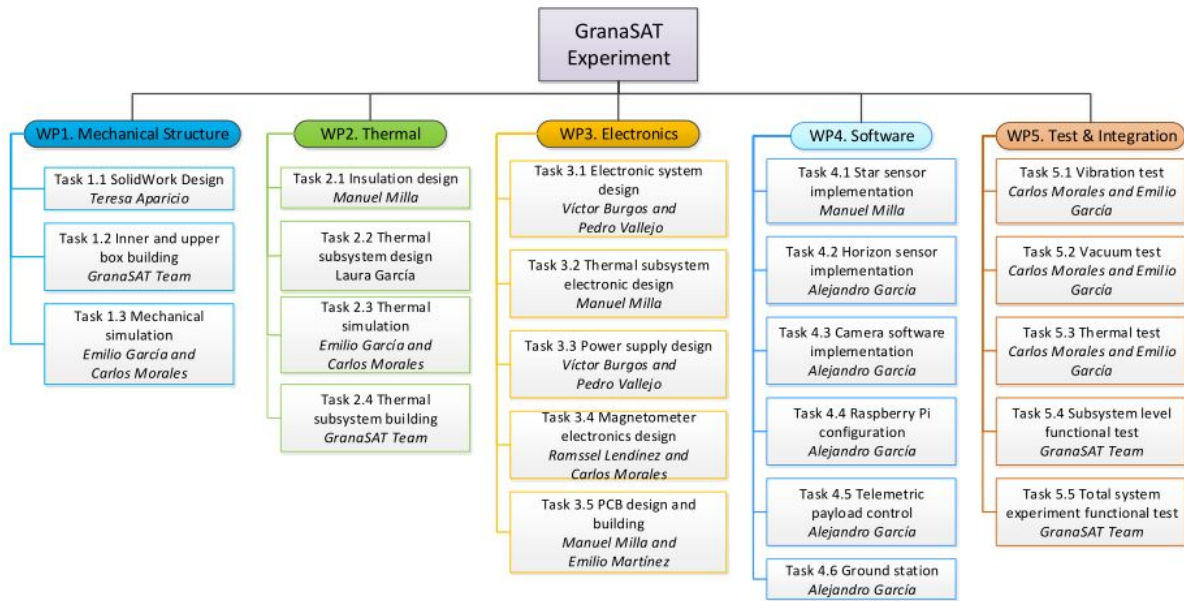 GranaSAT
Experiment
WP1. Mechanical Structure
Task 1.1 SolidWork Design
Teresa Aparicio
Task 1.2 Inner and upper
box building
GranaSAT Team
Task 1.3 Mechanical
simulation
Emilio García and
Carlos Morales
WP2. Thermal
Task 2.1 Insulation design
Manuel Milla
Task 2.2 Thermal
subsystem design
Laura García
Task 2.3 Thermal
simulation
Emilio García and
Carlos Morales
Task 2.4 Thermal
subsystem building
GranaSAT Team
WP3. Electronics
Task 3.1 Electronic system
design
Víctor Burgos and
Pedro Vallejo
Task 3.2 Thermal subsystem
electronic design
Manuel Milla
Task 3.3 Power supply design
Víctor Burgos and
Pedro Vallejo
Task 3.4 Magnetometer
electronics design
Ramssel Lendínez and
Carlos Morales
Task 3.5 PCB design and
building
Manuel Milla and
Emilio Martínez
WP4. Software
Task 4.1 Star sensor
implementation
Manuel Milla
Task 4.2 Horizon sensor
implementation
Alejandro García
Task 4.3 Camera software
implementation
Alejandro García
Task 4.4 Raspberry Pi
configuration
Alejandro García
Task 4.5 Telemetric
payload control
Alejandro García
Task 4.6 Ground station
Alejandro García
WP5. Test & Integration
Task 5.1 Vibration test
Carlos Morales and Emilio
García
Task 5.2 Vacuum test
Carlos Morales and Emilio
García
Task 5.3 Thermal test
Carlos Morales and Emilio
García
Task 5.4 Subsystem level
functional test
GranaSAT Team
Task 5.5 Total system
experiment functional test
GranaSAT Team